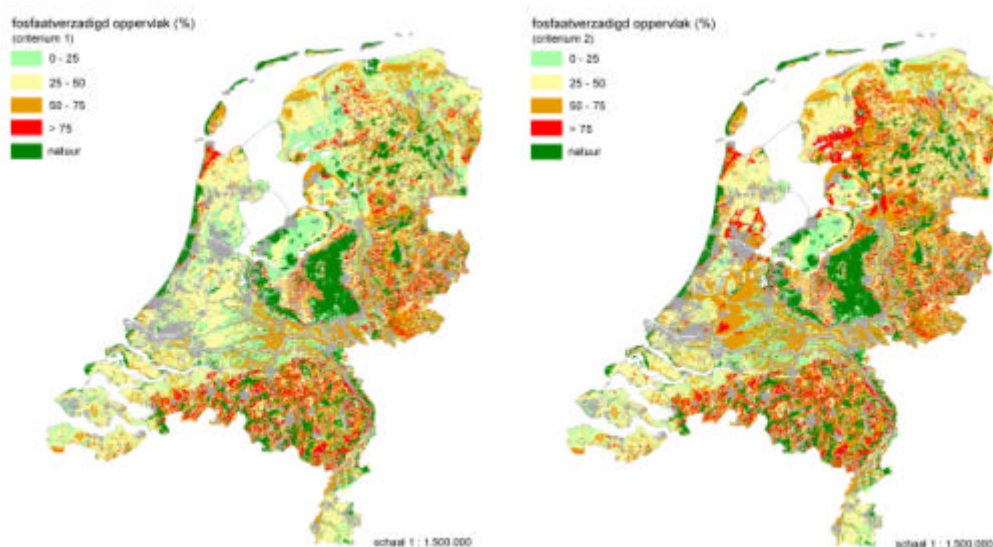 fosfaatverzadigd oppervlak (%)
(criterium 1)
0 - 25
25 - 50
50 - 75
> 75
natuur
schaal 1 : 1.500.000
fosfaatverzadigd oppervlak (%)
(criterium 2)
0 - 25
25 - 50
50 - 75
> 75
natuur
schaal 1 : 1.500.000